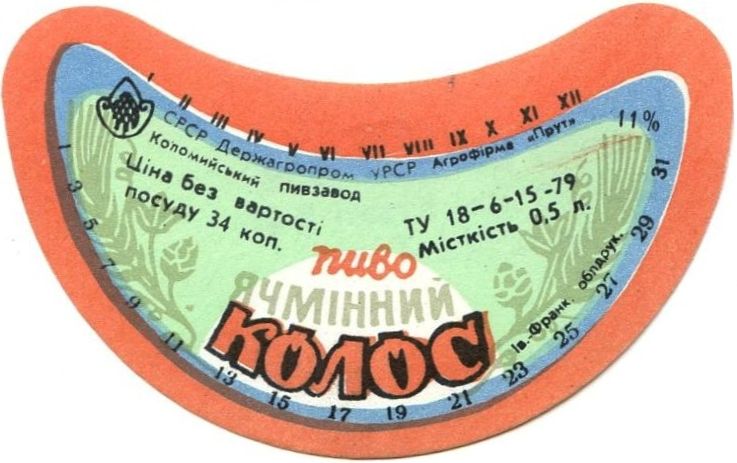 I II III IV V VI VII VIII IX X XI XII
СРСР Держагропром УРСР Агрофірма «Прут» 11%
Коломийський пивзавод
Ціна без вартості
посуду 34 коп.
ТУ 18-6-15-79
Місткість 0,5 л.
пиво
ЯЧМІННИЙ
КОЛОС
Ів.-Франк. облдрук.
1 3 5 7 9 11 13 15 17 19 21 23 25 27 29 31